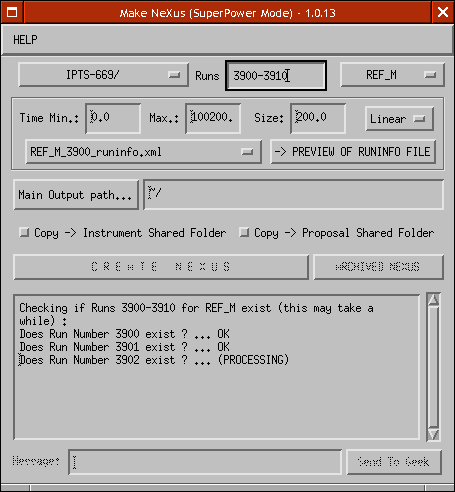 Make NeXus (SuperPower Mode) - 1.0.13
HELP
IPTS-669/ Runs 3900-3910 REF_M
Time Min.: 0.0 Max.: 100200. Size: 200.0 Linear
REF_M_3900_runinfo.xml -> PREVIEW OF RUNINFO FILE
Main Output path... ~/
Copy -> Instrument Shared Folder Copy -> Proposal Shared Folder
C R E A T E   N E X U S ARCHIVED NEXUS
Checking if Runs 3900-3910 for REF_M exist (this may take a
while) :
Does Run Number 3900 exist ? ... OK
Does Run Number 3901 exist ? ... OK
Does Run Number 3902 exist ? ... (PROCESSING)
Message: Send To Geek